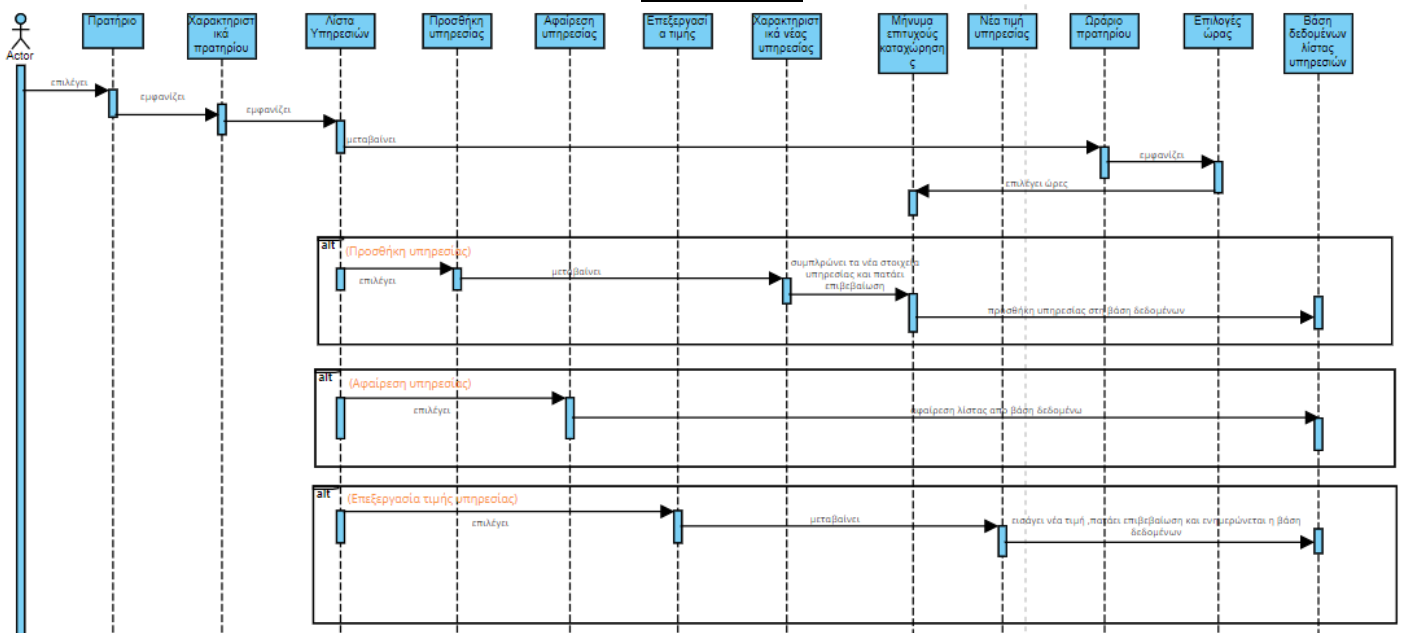 Πρατήριο
Χαρακτηριστ
ικά
πρατηρίου
Λίστα
Υπηρεσιών
Προσθήκη
υπηρεσίας
Αφαίρεση
υπηρεσίας
Επεξεργασί
α τιμής
Χαρακτηριστ
ικά νέας
υπηρεσίας
Μήνυμα
επιτυχούς
καταχώρηση
ς
Νέα τιμή
υπηρεσίας
Ωράριο
πρατηρίου
Επιλογές
ώρας
Βάση
δεδομένων
λίστας
υπηρεσιών
Actor
επιλέγει
εμφανίζει
εμφανίζει
μεταβαίνει
εμφανίζει
επιλέγει ώρες
alt
(Προσθήκη υπηρεσίας)
επιλέγει
μεταβαίνει
συμπλρώνει τα νέα στοιχεία
υπηρεσίας και πατάει
επιβεβαίωση
προσθήκη υπηρεσίας στη βάση δεδομένων
alt
(Αφαίρεση υπηρεσίας)
επιλέγει
αφαίρεση λίστας απο βάση δεδομένω
alt
(Επεξεργασία τιμής υπηρεσίας)
επιλέγει
μεταβαίνει
εισάγει νέα τιμή ,πατάει επιβεβαίωση και ενημερώνεται η βάση
δεδομένων